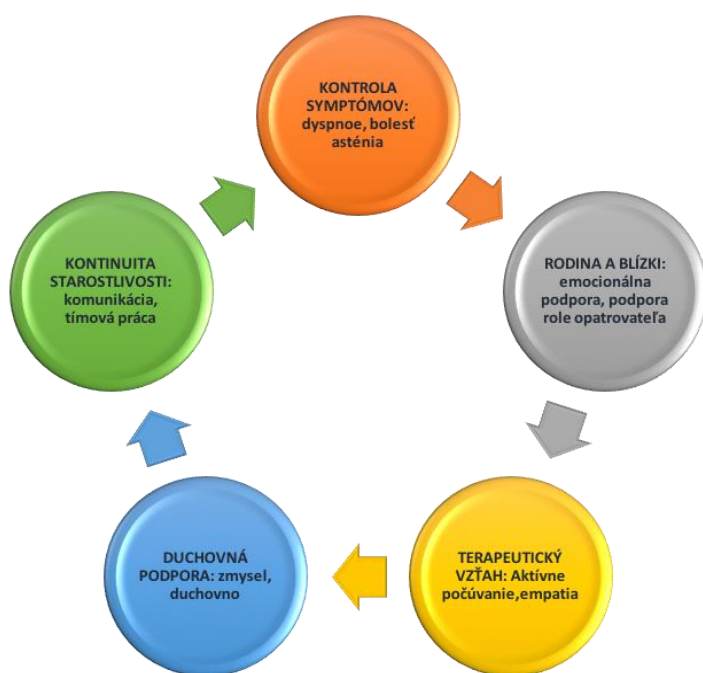 KONTROLA
SYMPTÓMOV:
dyspnoe, bolesť
asténia
RODINA A BLÍZKI:
emocionálna
podpora, podpora
role opatrovateľa
TERAPEUTICKÝ
VZŤAH: Aktívne
počúvanie,empatia
DUCHOVNÁ
PODPORA: zmysel,
duchovno
KONTINUITA
STAROSTLIVOSTI:
komunikácia,
tímová práca